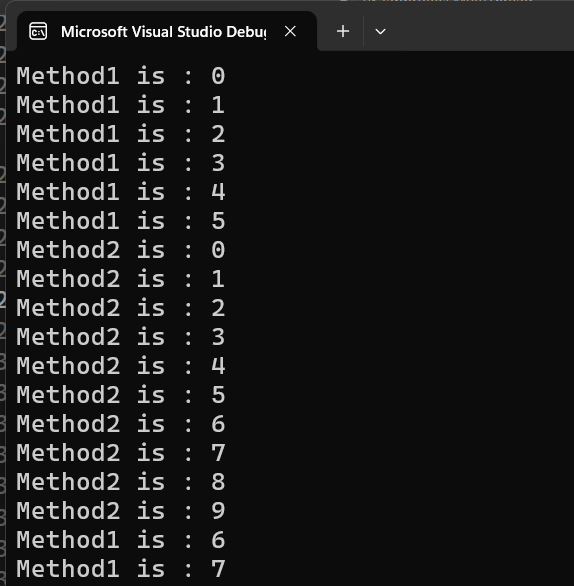 Microsoft Visual Studio Debu
Method1 is : 0
Method1 is : 1
Method1 is : 2
Method1 is : 3
Method1 is : 4
Method1 is : 5
Method2 is : 0
Method2 is : 1
Method2 is : 2
Method2 is : 3
Method2 is : 4
Method2 is : 5
Method2 is : 6
Method2 is : 7
Method2 is : 8
Method2 is : 9
Method1 is : 6
Method1 is : 7